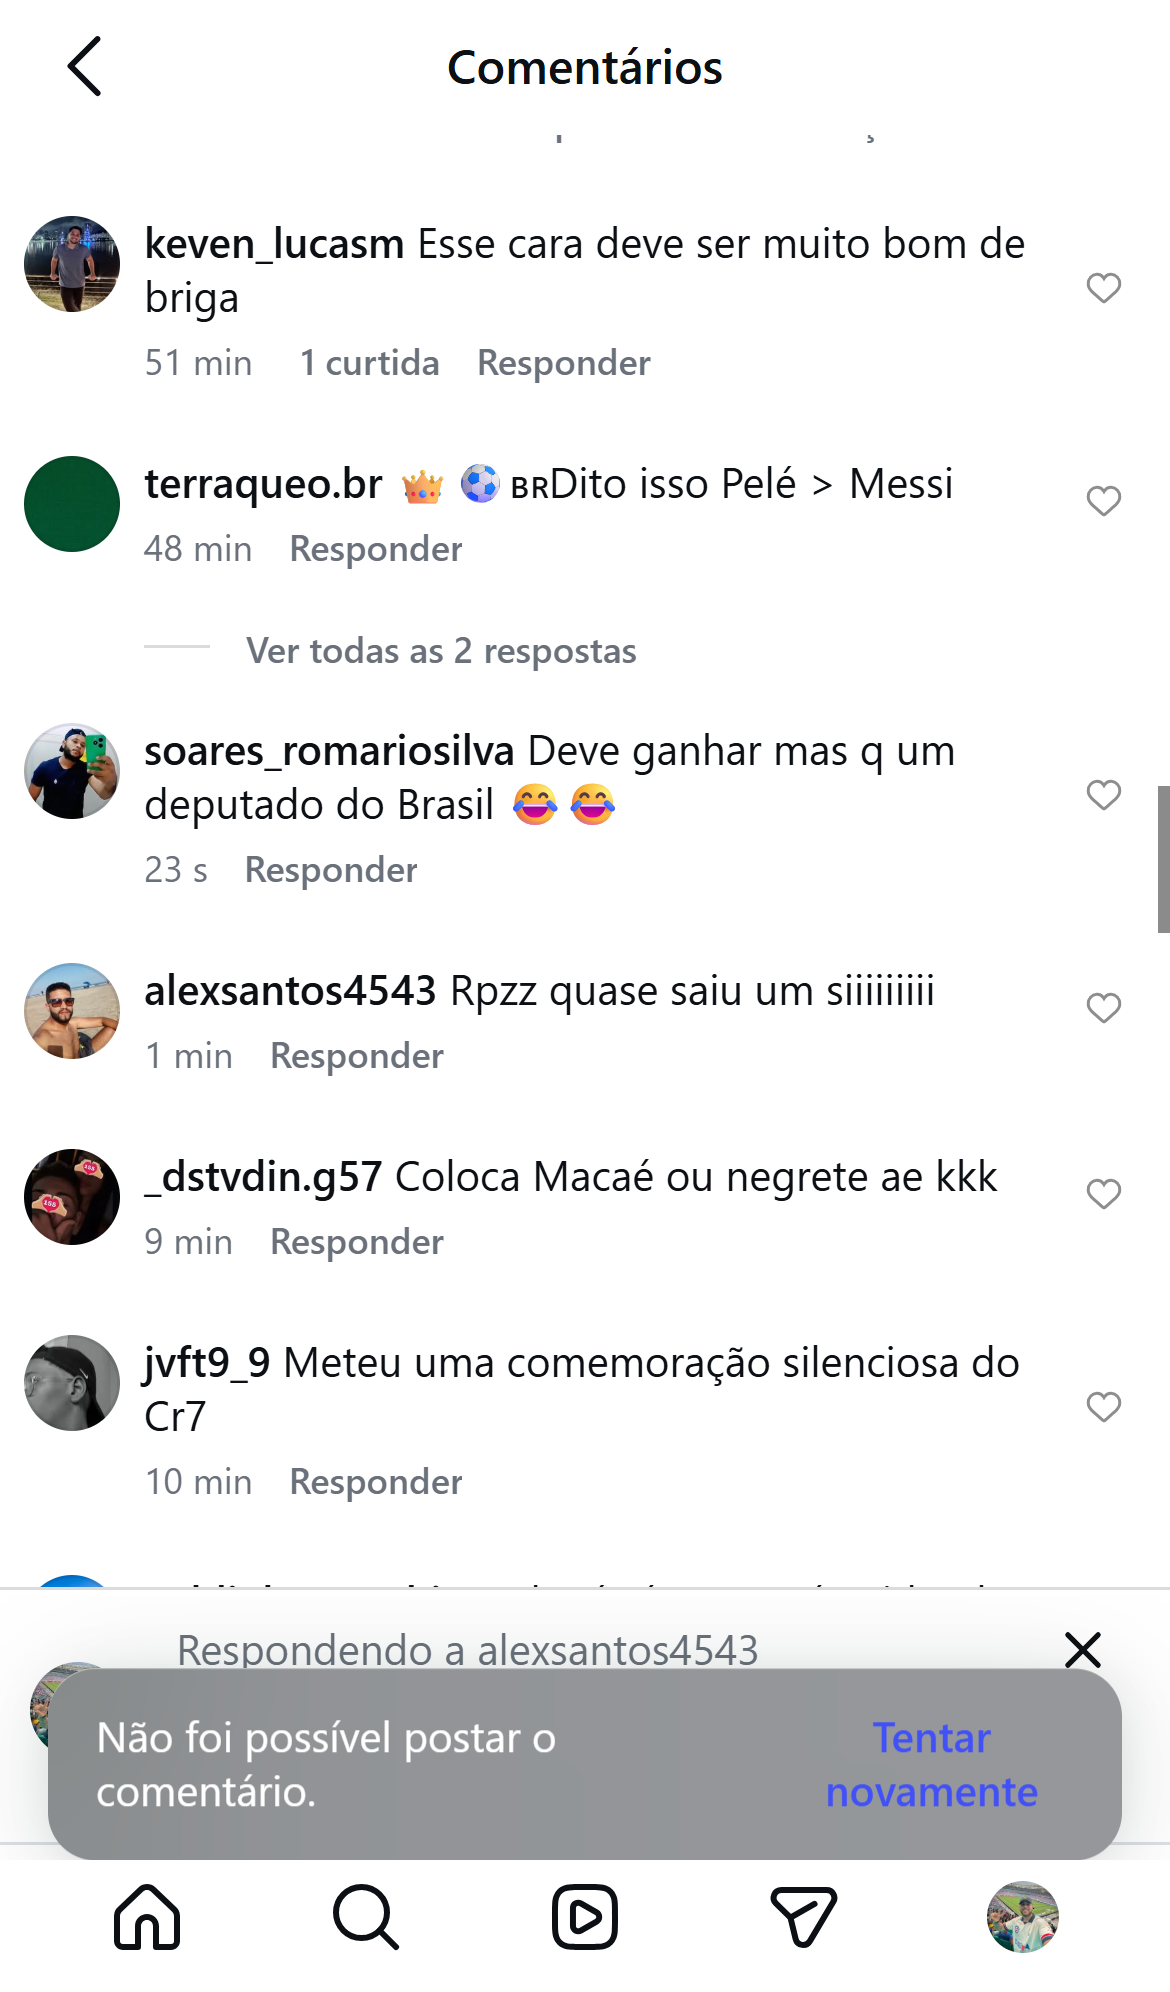 Comentários
keven_lucasm Esse cara deve ser muito bom de
briga
51 min 1 curtida Responder
terraqueo.br 👑 ⚽ 🇧🇷Dito isso Pelé > Messi
48 min Responder
Ver todas as 2 respostas
soares_romariosilva Deve ganhar mas q um
deputado do Brasil 😂 😂
23 s Responder
alexsantos4543 Rpzz quase saiu um siiiiiiiii
1 min Responder
_dstvdin.g57 Coloca Macaé ou negrete ae kkk
9 min Responder
jvft9_9 Meteu uma comemoração silenciosa do
Cr7
10 min Responder
Respondendo a alexsantos4543
Não foi possível postar o
comentário.
Tentar
novamente